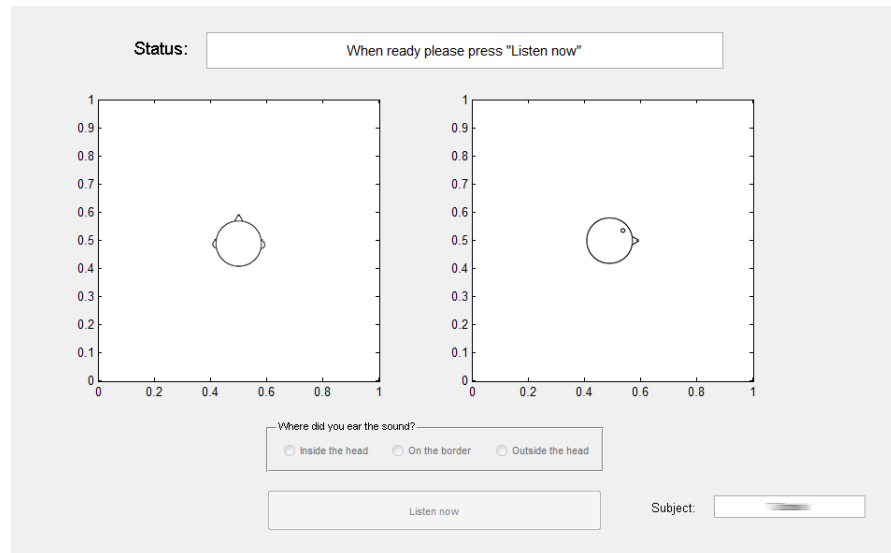 Status: When ready please press "Listen now"
1 1
0.9 0.9
0.8 0.8
0.7 0.7
0.6 0.6
0.5 0.5
0.4 0.4
0.3 0.3
0.2 0.2
0.1 0.1
0 0
0 0.2 0.4 0.6 0.8 1 0 0.2 0.4 0.6 0.8 1
Where did you ear the sound?
Inside the head On the border Outside the head
Listen now
Subject: